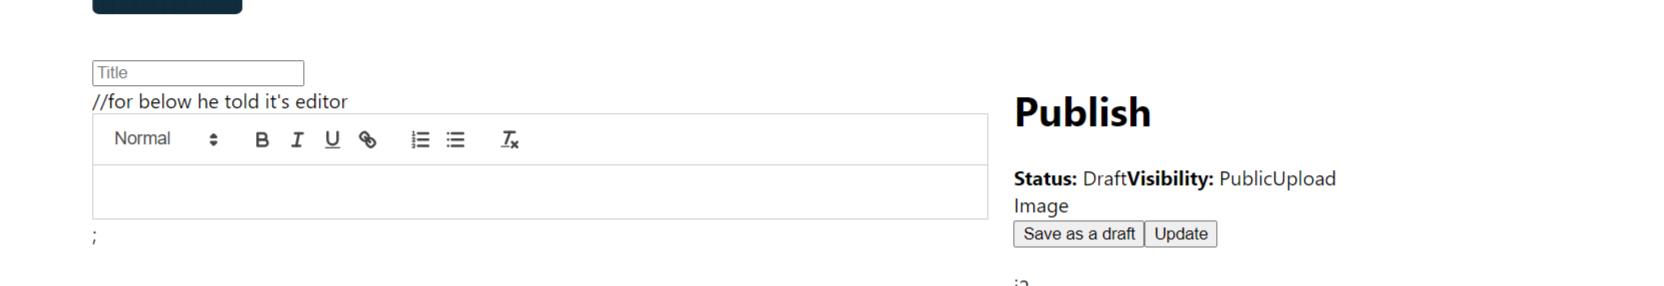 Title
//for below he told it's editor
Normal
;
Publish
Status: DraftVisibility: PublicUpload
Image
Save as a draft Update